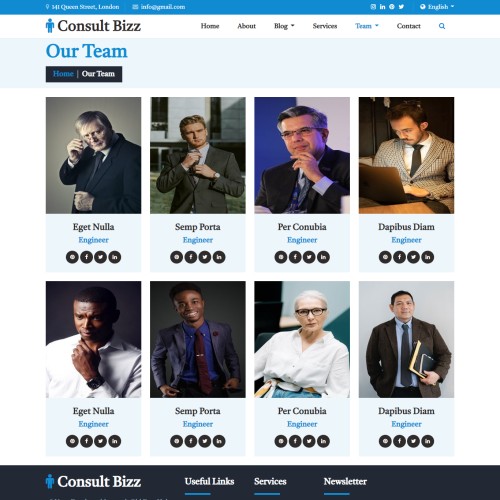 141 Queen Street, London info@gmail.com English
Consult Bizz Home About Blog Services Team Contact
Our Team
Home | Our Team
Eget Nulla Semp Porta Per Conubia Dapibus Diam
Engineer Engineer Engineer Engineer
Eget Nulla Semp Porta Per Conubia Dapibus Diam
Engineer Engineer Engineer Engineer
Consult Bizz Useful Links Services Newsletter